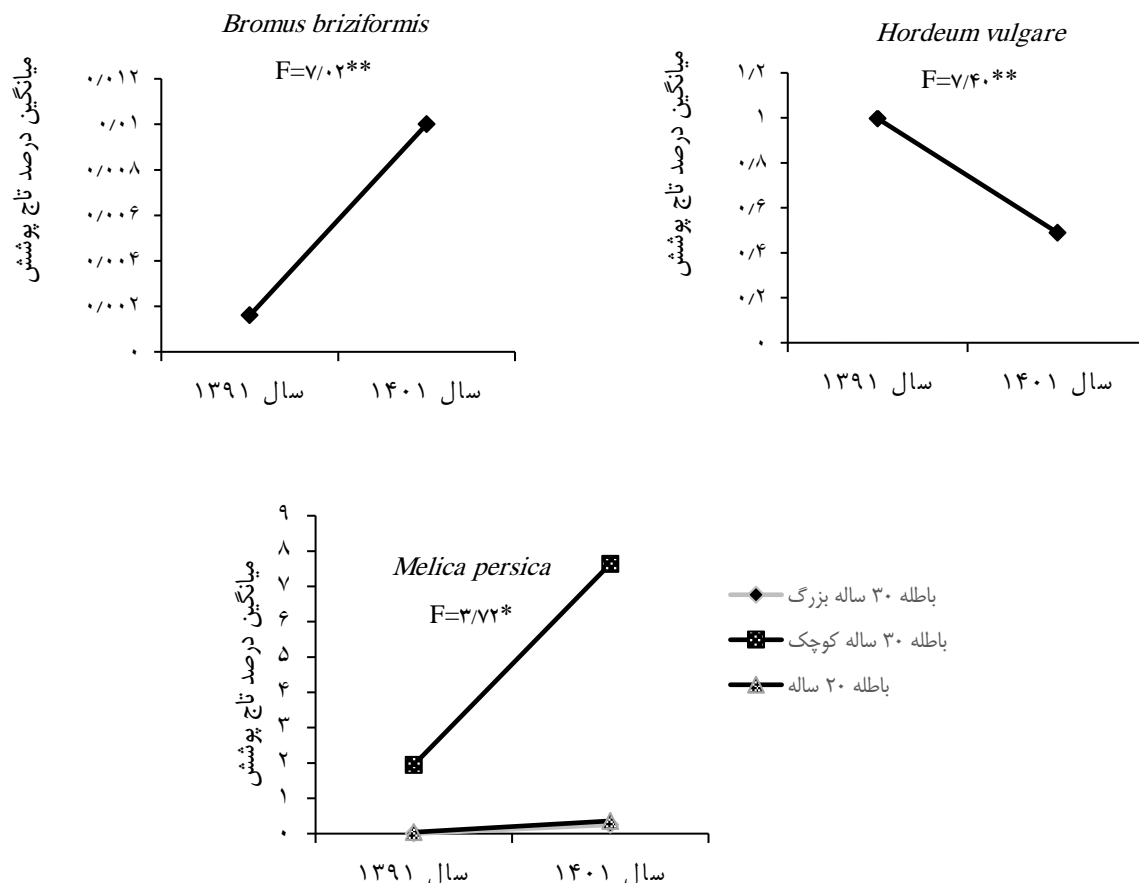 Bromus briziformis
F=۷/۰۲**
میانگین درصد تاج پوشش
۰/۰۱۲
۰/۰۱
۰/۰۰۸
۰/۰۰۶
۰/۰۰۴
۰/۰۰۲
۰
سال ۱۳۹۱
سال ۱۴۰۱
Hordeum vulgare
F=۷/۴۰**
میانگین درصد تاج پوشش
۱/۲
۱
۰/۸
۰/۶
۰/۴
۰/۲
۰
سال ۱۳۹۱
سال ۱۴۰۱
Melica persica
F=۳/۷۲*
میانگین درصد تاج پوشش
۹
۸
۷
۶
۵
۴
۳
۲
۱
۰
سال ۱۳۹۱
سال ۱۴۰۱
باطله ۳۰ ساله بزرگ
باطله ۳۰ ساله کوچک
باطله ۲۰ ساله